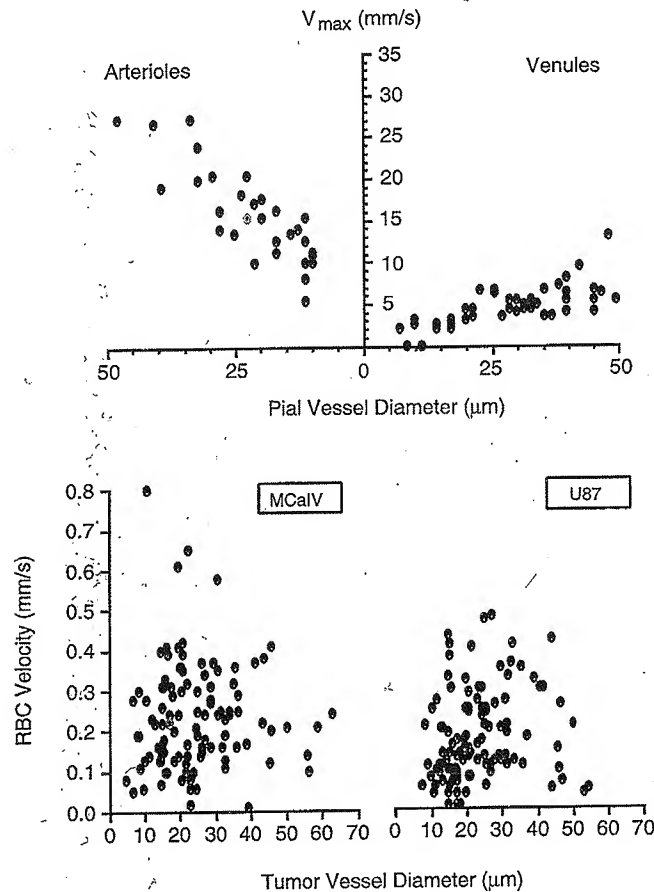 Vmax (mm/s)
Arterioles
Venules
35
30
25
20
15
10
5
50
25
0
25
50
Pial Vessel Diameter (μm)
MCaIV
U87
RBC Velocity (mm/s)
0.8
0.7
0.6
0.5
0.4
0.3
0.2
0.1
0.0
0 10 20 30 40 50 60 70
0 10 20 30 40 50 60 70
Tumor Vessel Diameter (μm)